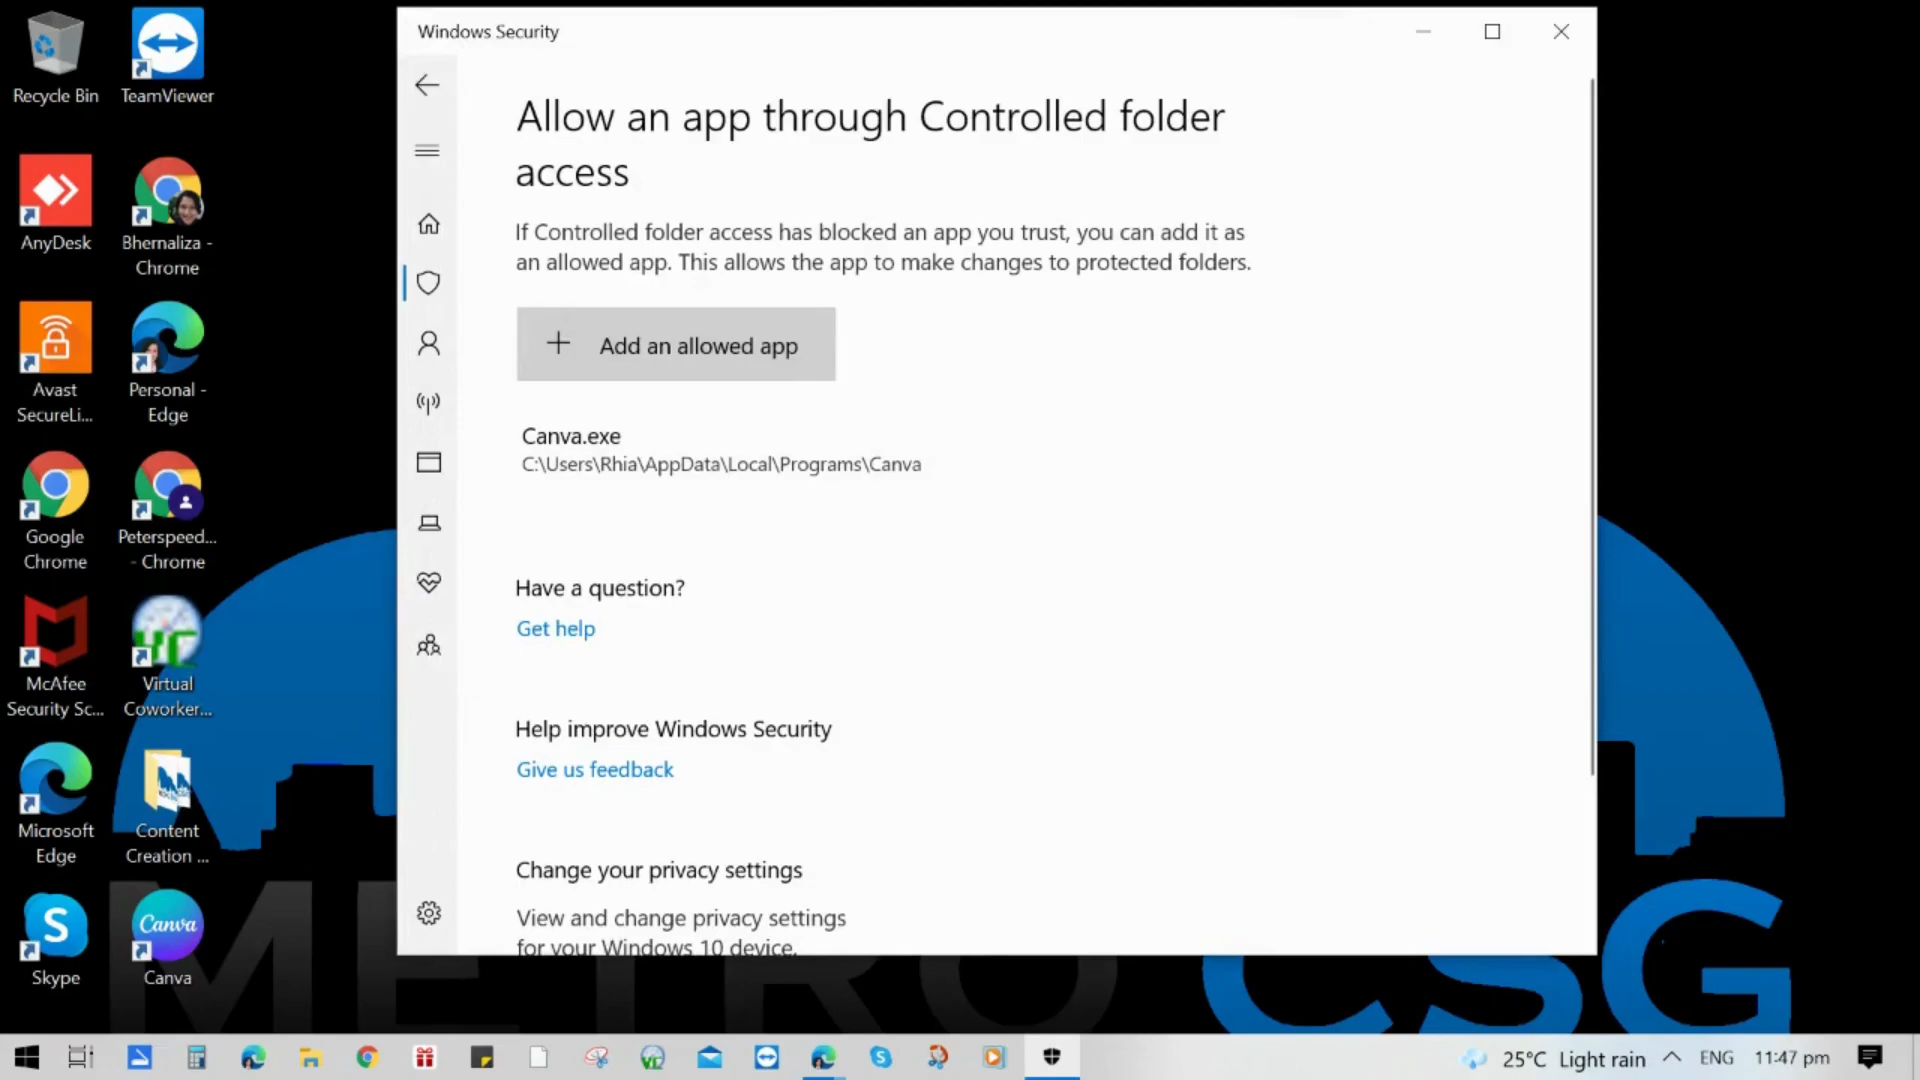 Recycle Bin
TeamViewer
AnyDesk
Bhernaliza -
Chrome
Avast
SecureLi...
Personal -
Edge
Google
Chrome
Peterspeed...
- Chrome
McAfee
Security Sc...
Virtual
Coworker...
Microsoft
Edge
Content
Creation ...
Skype
Canva
Canva
Windows Security
Allow an app through Controlled folder
access
If Controlled folder access has blocked an app you trust, you can add it as
an allowed app. This allows the app to make changes to protected folders.
Add an allowed app
Canva.exe
C:\Users\Rhia\AppData\Local\Programs\Canva
Have a question?
Get help
Help improve Windows Security
Give us feedback
Change your privacy settings
View and change privacy settings
for your Windows 10 device.
METRO CSG
25°C Light rain
ENG
11:47 pm